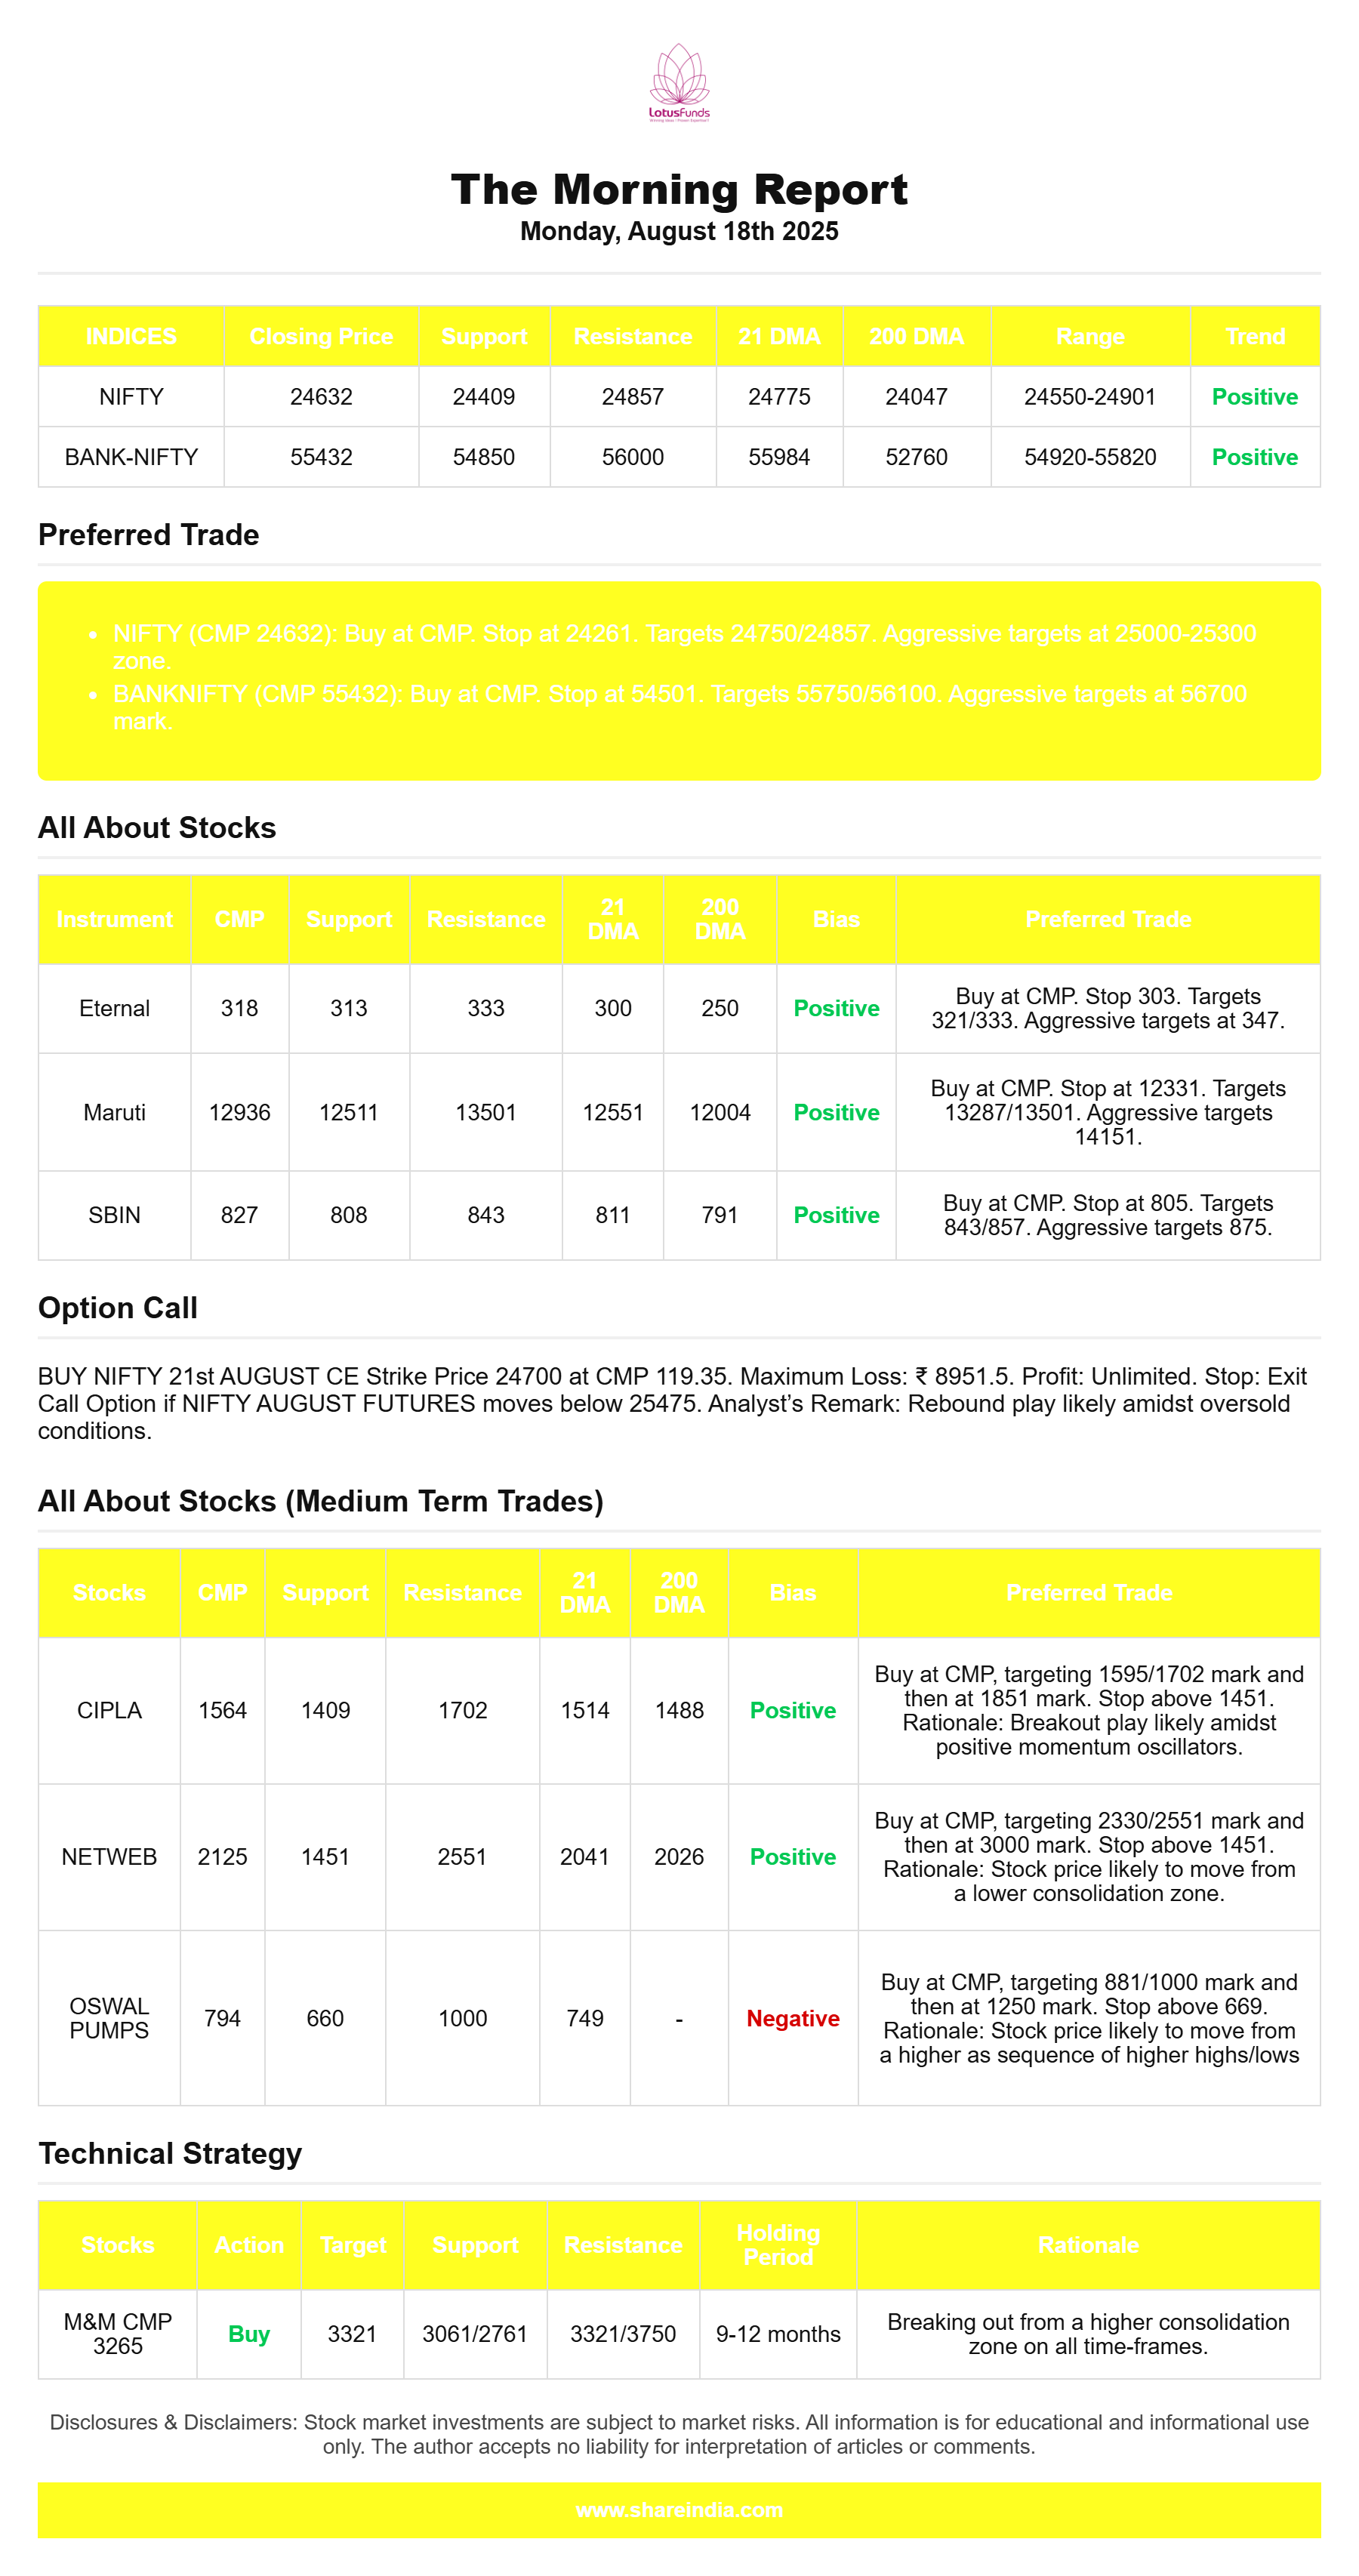 LotusFunds
The Morning Report
Monday, August 18th 2025
INDICES Closing Price Support Resistance 21 DMA 200 DMA Range Trend
NIFTY 24632 24409 24857 24775 24047 24550-24901 Positive
BANK-NIFTY 55432 54850 56000 55984 52760 54920-55820 Positive
Preferred Trade
• NIFTY (CMP 24632): Buy at CMP. Stop at 24261. Targets 24750/24857. Aggressive targets at 25000-25300
zone.
• BANKNIFTY (CMP 55432): Buy at CMP. Stop at 54501. Targets 55750/56100. Aggressive targets at 56700
mark.
All About Stocks
Instrument CMP Support Resistance 21 DMA 200 DMA Bias Preferred Trade
Eternal 318 313 333 300 250 Positive Buy at CMP. Stop 303. Targets
321/333. Aggressive targets at 347.
Maruti 12936 12511 13501 12551 12004 Positive Buy at CMP. Stop at 12331. Targets
13287/13501. Aggressive targets
14151.
SBIN 827 808 843 811 791 Positive Buy at CMP. Stop at 805. Targets
843/857. Aggressive targets 875.
Option Call
BUY NIFTY 21st AUGUST CE Strike Price 24700 at CMP 119.35. Maximum Loss: ₹ 8951.5. Profit: Unlimited. Stop: Exit
Call Option if NIFTY AUGUST FUTURES moves below 25475. Analyst’s Remark: Rebound play likely amidst oversold
conditions.
All About Stocks (Medium Term Trades)
Stocks CMP Support Resistance 21 DMA 200 DMA Bias Preferred Trade
CIPLA 1564 1409 1702 1514 1488 Positive Buy at CMP, targeting 1595/1702 mark and
then at 1851 mark. Stop above 1451.
Rationale: Breakout play likely amidst
positive momentum oscillators.
NETWEB 2125 1451 2551 2041 2026 Positive Buy at CMP, targeting 2330/2551 mark and
then at 3000 mark. Stop above 1451.
Rationale: Stock price likely to move from
a lower consolidation zone.
OSWAL PUMPS 794 660 1000 749 - Negative Buy at CMP, targeting 881/1000 mark and
then at 1250 mark. Stop above 669.
Rationale: Stock price likely to move from
a higher as sequence of higher highs/lows
Technical Strategy
Stocks Action Target Support Resistance Holding Period Rationale
M&M CMP 3265 Buy 3321 3061/2761 3321/3750 9-12 months Breaking out from a higher consolidation
zone on all time-frames.
Disclosures & Disclaimers: Stock market investments are subject to market risks. All information is for educational and informational use
only. The author accepts no liability for interpretation of articles or comments.
www.shareindia.com